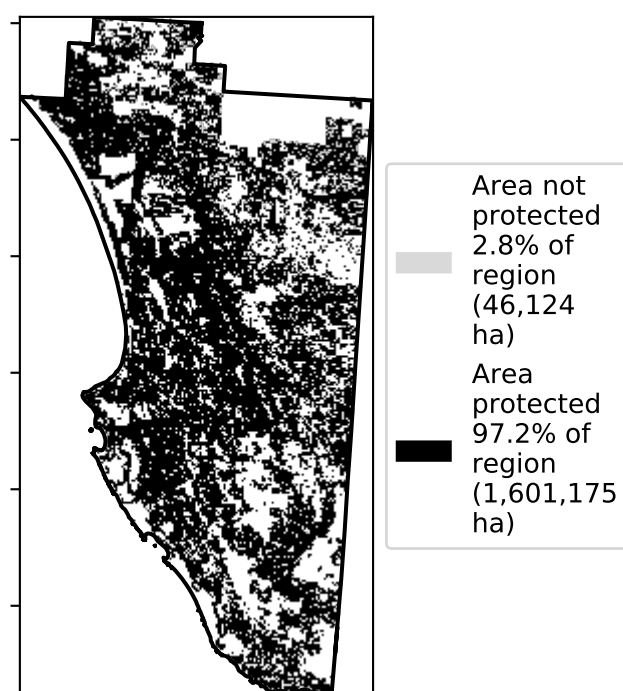 Area not
protected
2.8% of
region
(46,124
ha)
Area
protected
97.2% of
region
(1,601,175
ha)